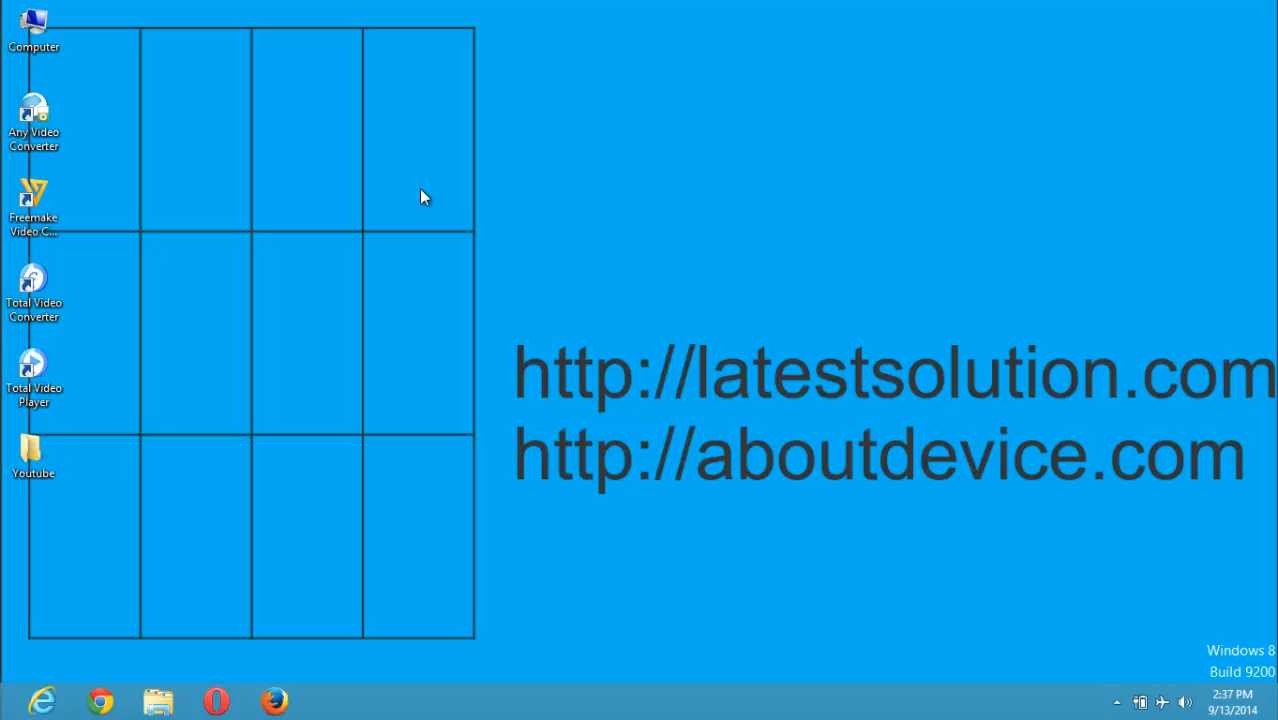 Computer
Any Video
Converter
Freemake
Video C...
Total Video
Converter
Total Video
Player
Youtube
http://latestsolution.com
http://aboutdevice.com
Windows 8
Build 9200
2:37 PM
9/13/2014